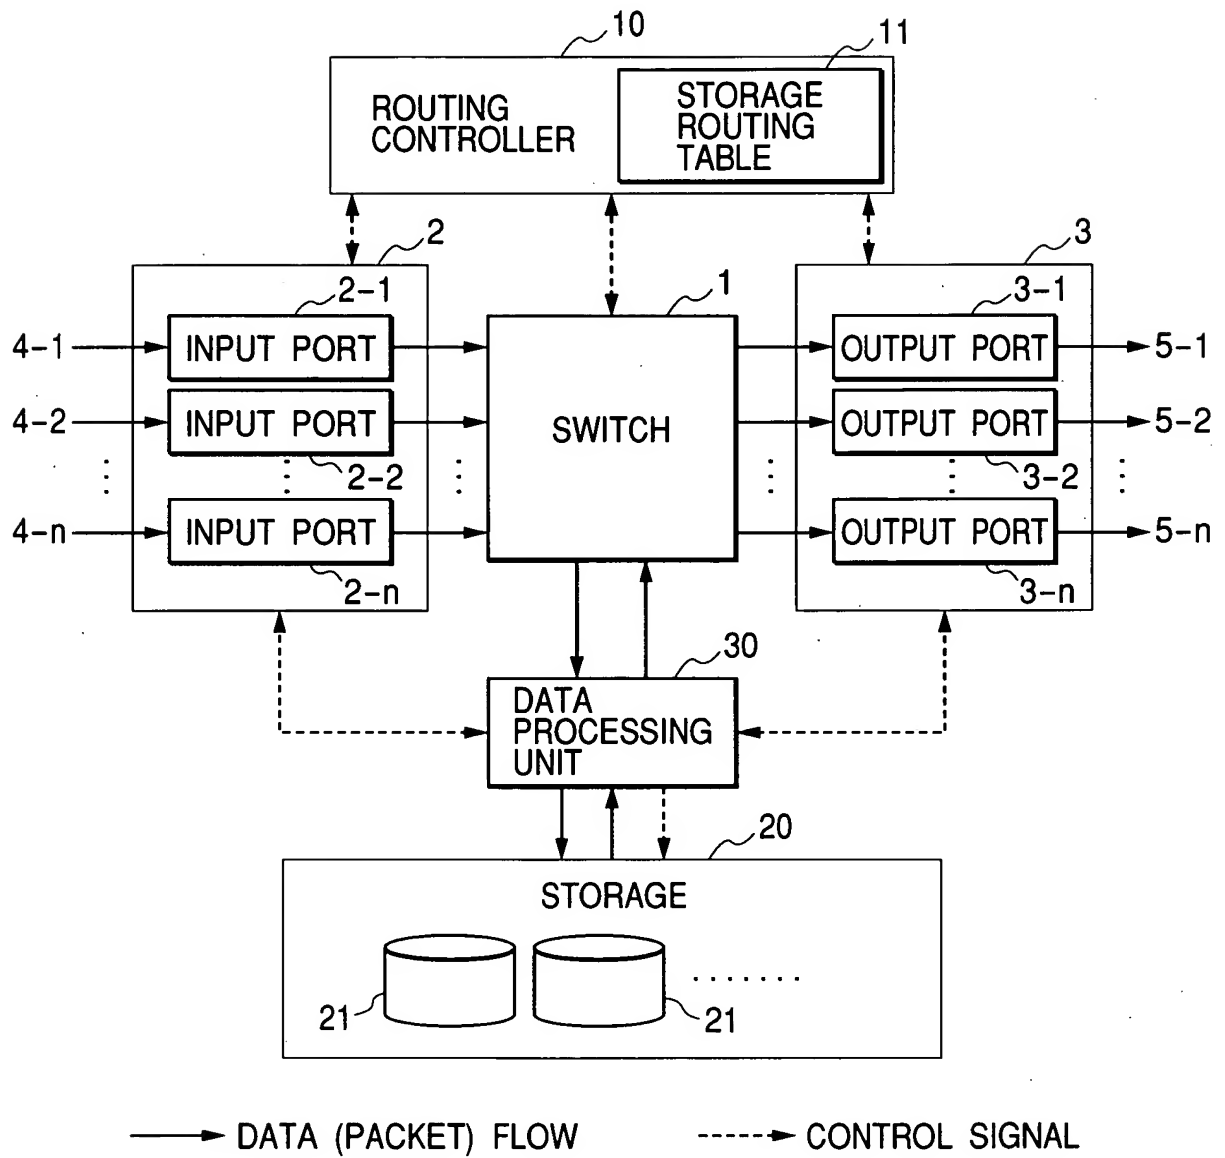 10
11
ROUTING
CONTROLLER
STORAGE
ROUTING
TABLE
2
3
2-1
1
3-1
4-1
INPUT PORT
OUTPUT PORT
5-1
4-2
INPUT PORT
SWITCH
OUTPUT PORT
5-2
2-2
3-2
4-n
INPUT PORT
OUTPUT PORT
5-n
2-n
3-n
30
DATA
PROCESSING
UNIT
20
STORAGE
21
21
DATA (PACKET) FLOW
CONTROL SIGNAL